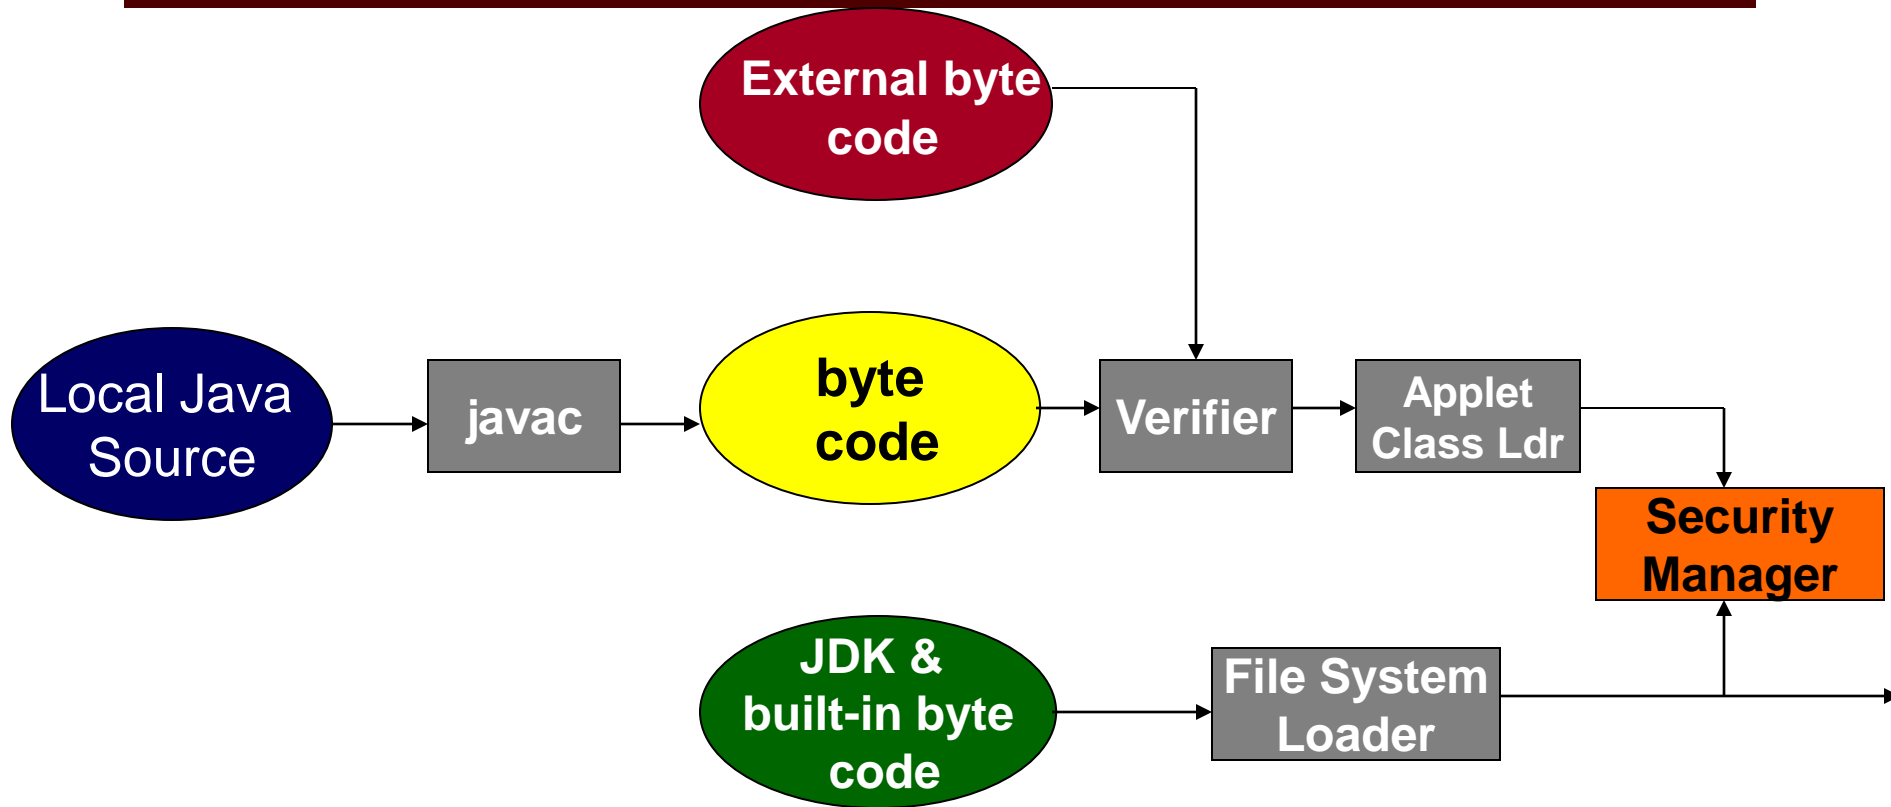 External byte
code
Local Java
Source
javac
byte
code
Verifier
Applet
Class Ldr
Security
Manager
JDK &
built-in byte
code
File System
Loader